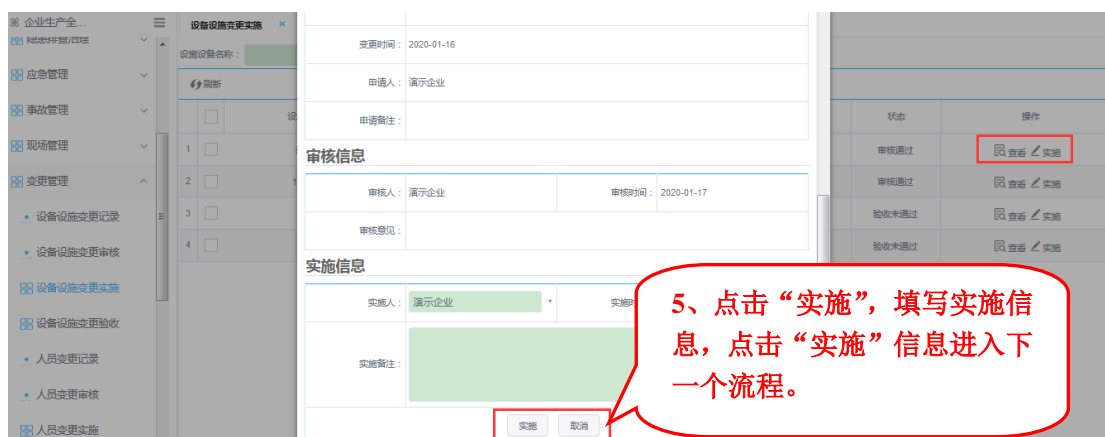 企业生产全...
设备设施变更实施 ×
隐患排查治理
应急管理
事故管理
现场管理
变更管理
设备设施变更记录
设备设施变更审核
设备设施变更实施
设备设施变更验收
人员变更记录
人员变更审核
人员变更实施
设施设备名称：
刷新
设
状态 操作
1 审核通过 查看 实施
2 1 审核通过 查看 实施
3 验收未通过 查看 实施
4 验收未通过 查看 实施
变更时间： 2020-01-16
申请人： 演示企业
申请备注：
审核信息
审核人： 演示企业 审核时间： 2020-01-17
审核意见：
实施信息
实施人： 演示企业 * 实施时
实施备注：
实施 取消
5、点击“实施”，填写实施信
息，点击“实施”信息进入下
一个流程。